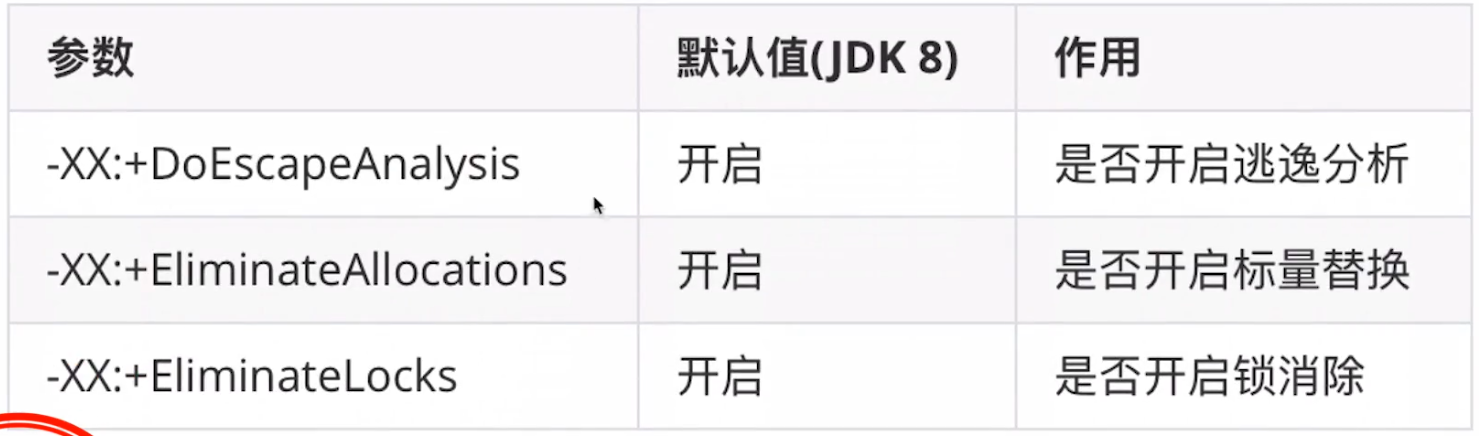 参数 默认值(JDK 8) 作用
-XX:+DoEscapeAnalysis 开启 是否开启逃逸分析
-XX:+EliminateAllocations 开启 是否开启标量替换
-XX:+EliminateLocks 开启 是否开启锁消除